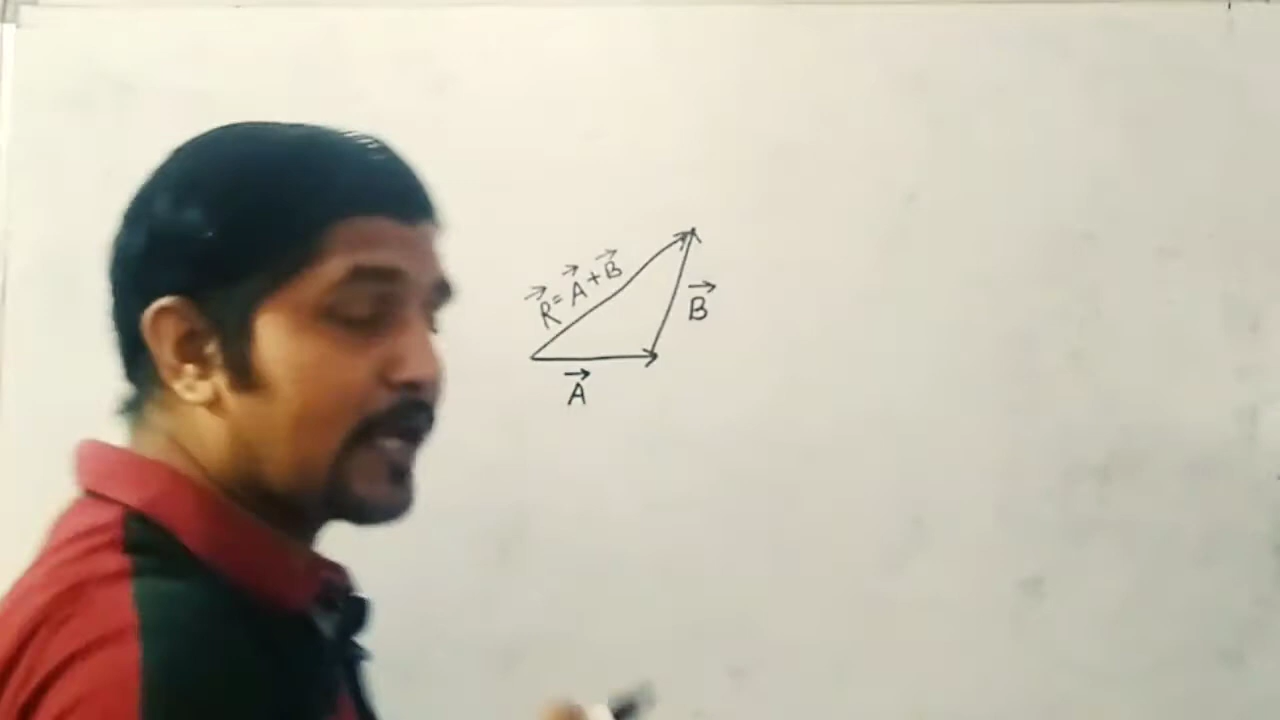 R⃗ = A⃗ + B⃗
B⃗
A⃗